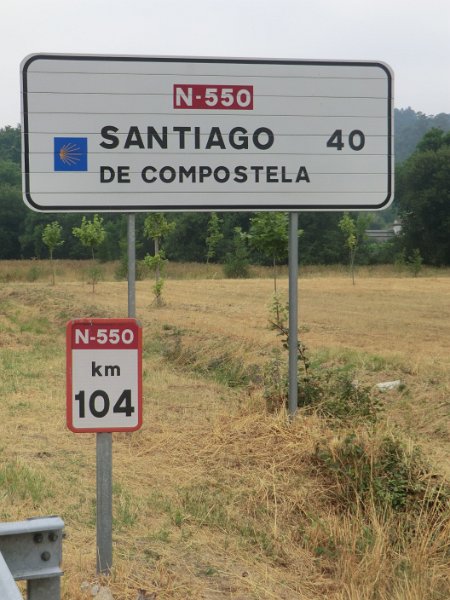 N-550
SANTIAGO 40
DE COMPOSTELA
N-550
km
104